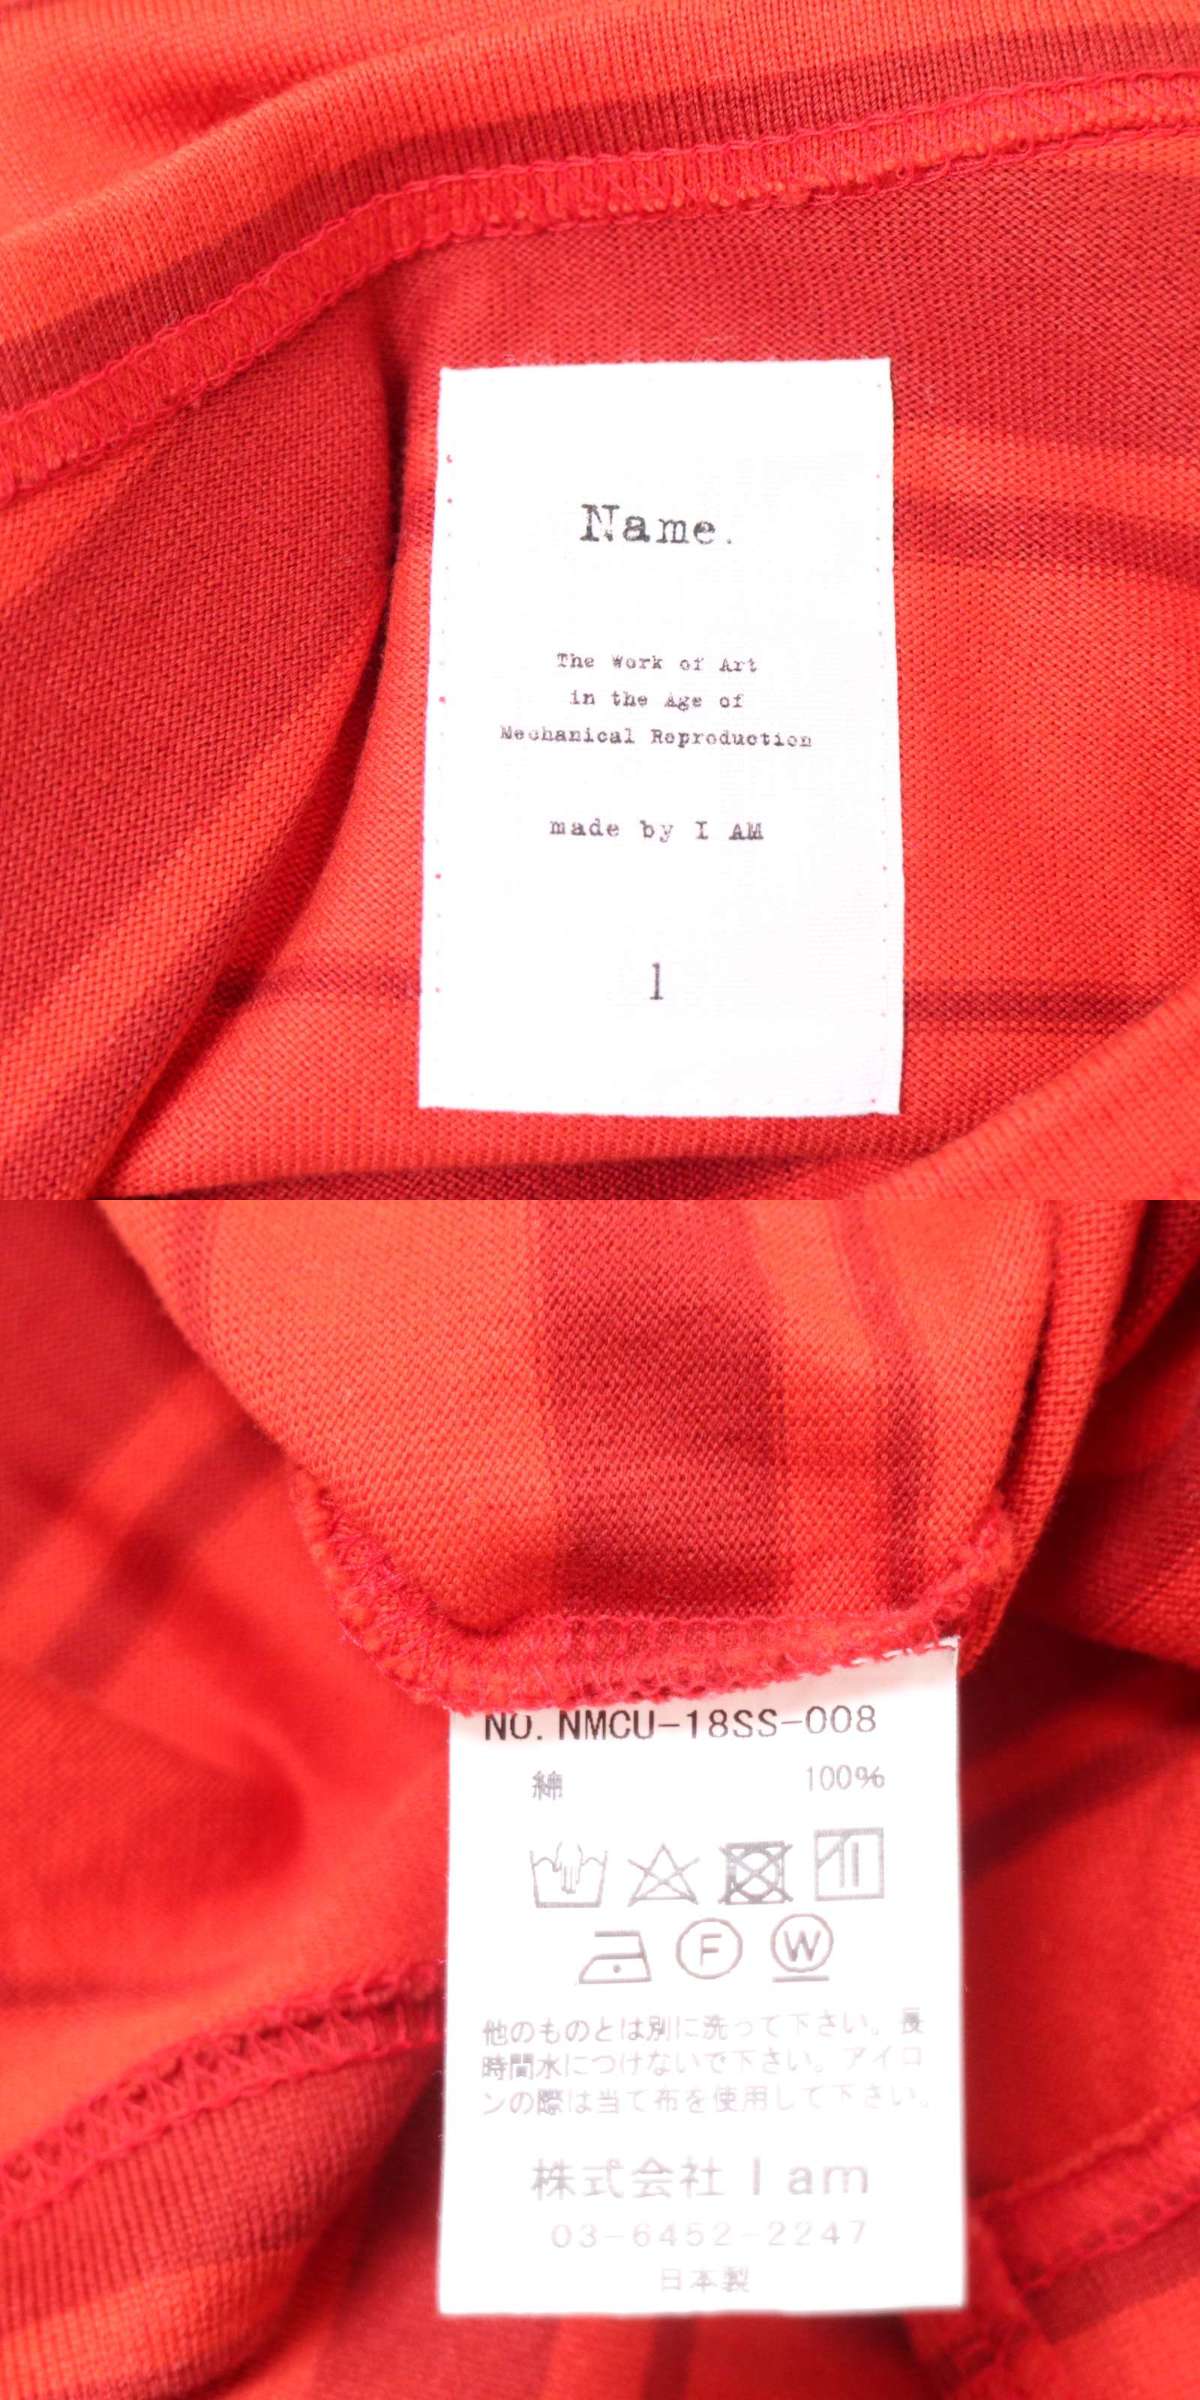 Name.
The Work of Art
in the Age of
Mechanical Reproduction
made by I AM
1
NO. NMCU-18SS-008
綿 100%
F W
他のものとは別に洗って下さい。長
時間水につけないで下さい。アイロ
ンの際は当て布を使用して下さい。
株式会社 I am
03-6452-2247
日本製